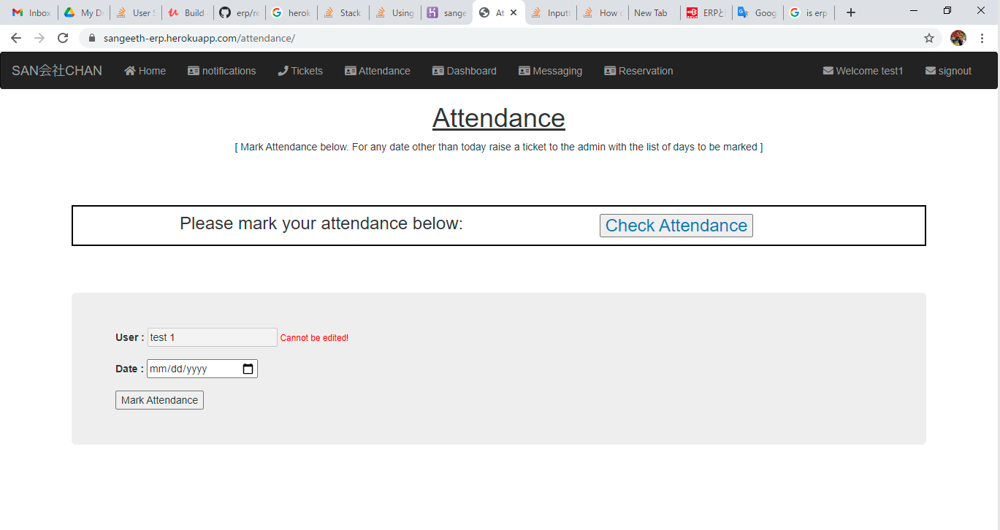 Inbox My D User S Build erp/re herok Stack Using sange At Input How New Tab ERPと Goog is erp
sangeeth-erp.herokuapp.com/attendance/
SAN会社CHAN Home notifications Tickets Attendance Dashboard Messaging Reservation Welcome test1 signout
Attendance
[ Mark Attendance below. For any date other than today raise a ticket to the admin with the list of days to be marked ]
Please mark your attendance below: Check Attendance
User : test 1 Cannot be edited!
Date : mm/dd/yyyy
Mark Attendance